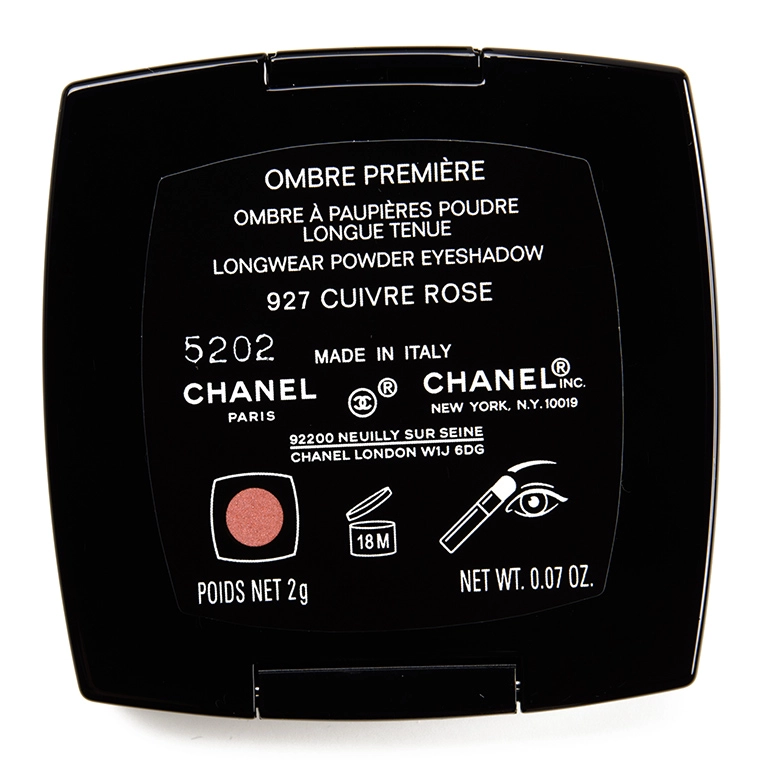 OMBRE PREMIÈRE
OMBRE À PAUPIÈRES POUDRE
LONGUE TENUE
LONGWEAR POWDER EYESHADOW
927 CUIVRE ROSE
5202 MADE IN ITALY
CHANEL ® CHANEL® INC.
PARIS NEW YORK, N.Y. 10019
92200 NEUILLY SUR SEINE
CHANEL LONDON W1J 6DG
18M
POIDS NET 2g NET WT. 0.07 OZ.